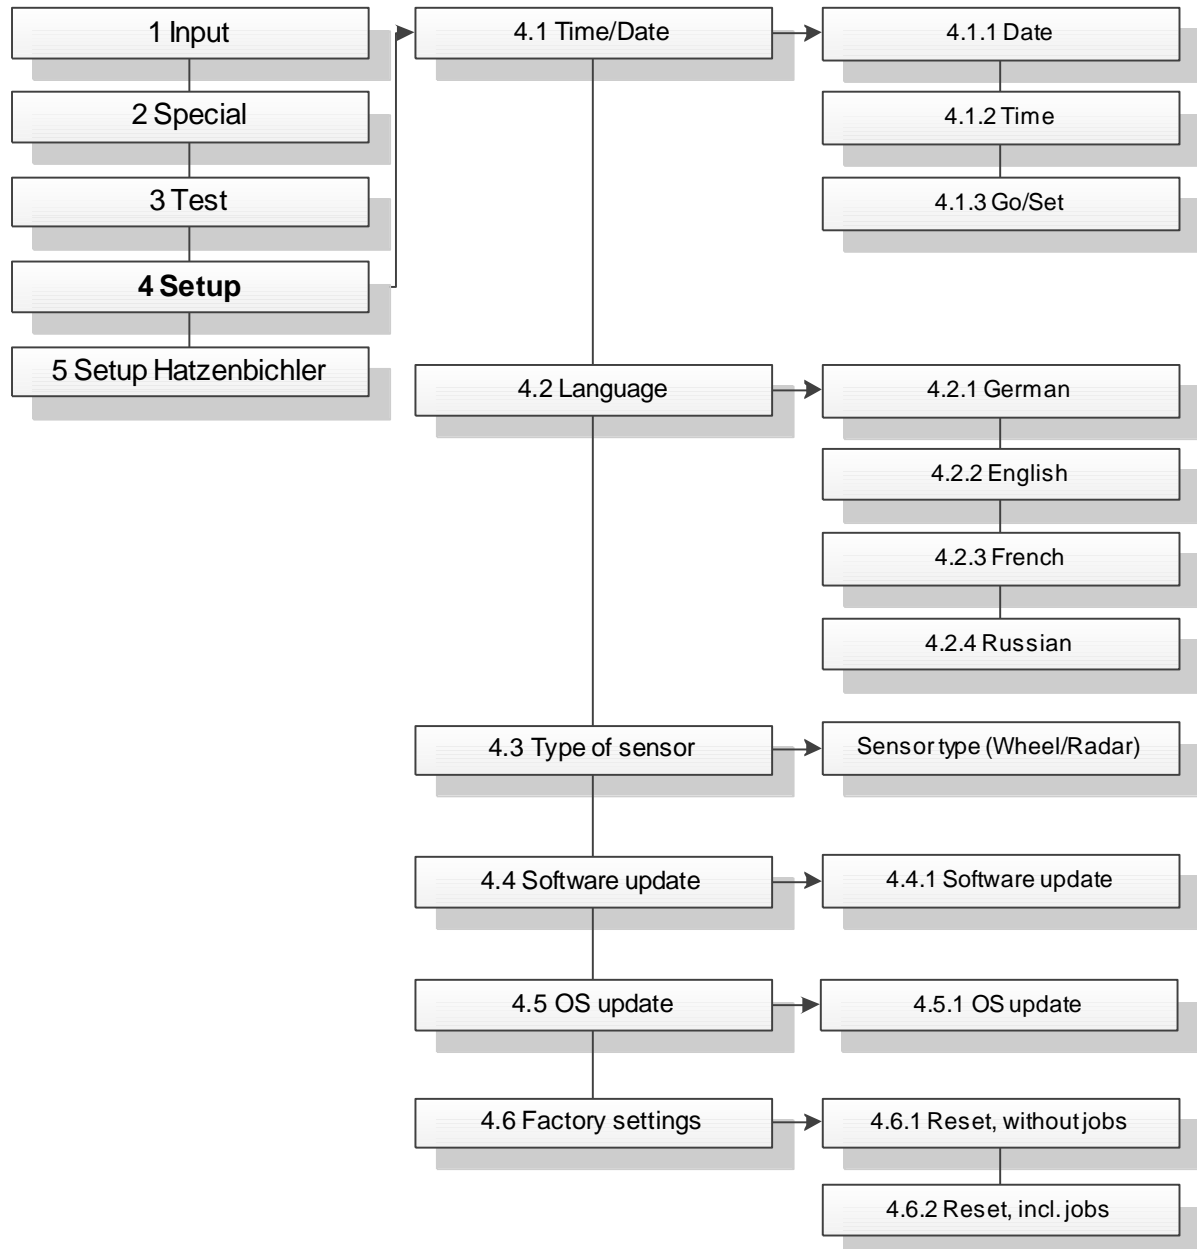 1 Input
2 Special
3 Test
4 Setup
5 Setup Hatzenbichler
4.1 Time/Date
4.1.1 Date
4.1.2 Time
4.1.3 Go/Set
4.2 Language
4.2.1 German
4.2.2 English
4.2.3 French
4.2.4 Russian
4.3 Type of sensor
Sensor type (Wheel/Radar)
4.4 Software update
4.4.1 Software update
4.5 OS update
4.5.1 OS update
4.6 Factory settings
4.6.1 Reset, without jobs
4.6.2 Reset, incl. jobs